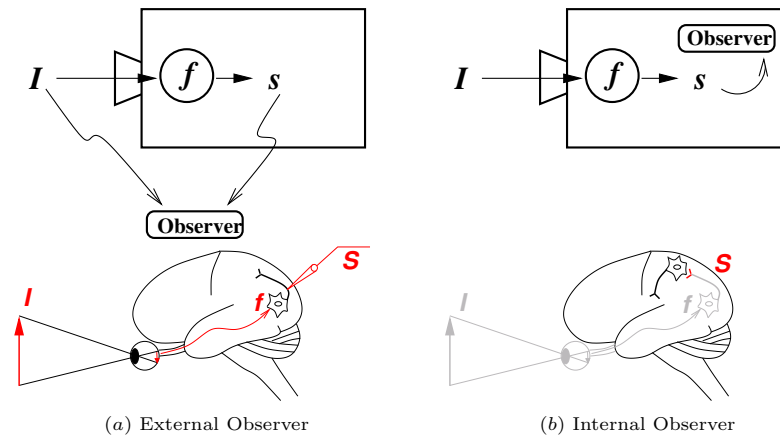 I f s
Observer
I f S
(a) External Observer
Observer
I f s
I f S
(b) Internal Observer